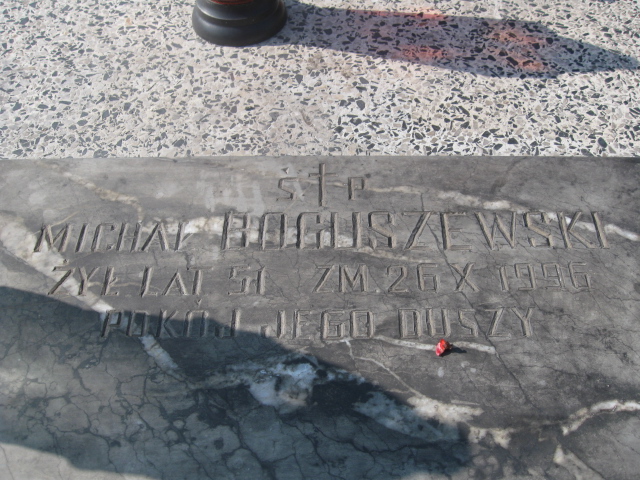 Ś † P
MICHAŁ BOGUSZEWSKI
ŻYŁ LAT 51 ZM. 26 X 1996
POKÓJ JEGO DUSZY